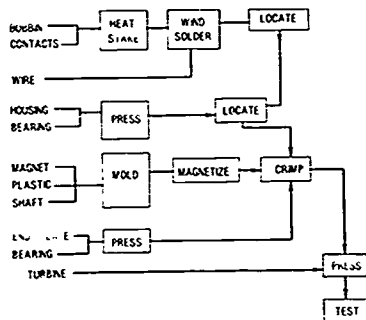 BOBBIN
CONTACTS
HEAT
STAKE
WIND
SOLDER
LOCATE
WIRE
HOUSING
BEARING
PRESS
LOCATE
MAGNET
PLASTIC
SHAFT
MOLD
MAGNETIZE
CRIMP
BEARING
PRESS
TURBINE
PRESS
TEST